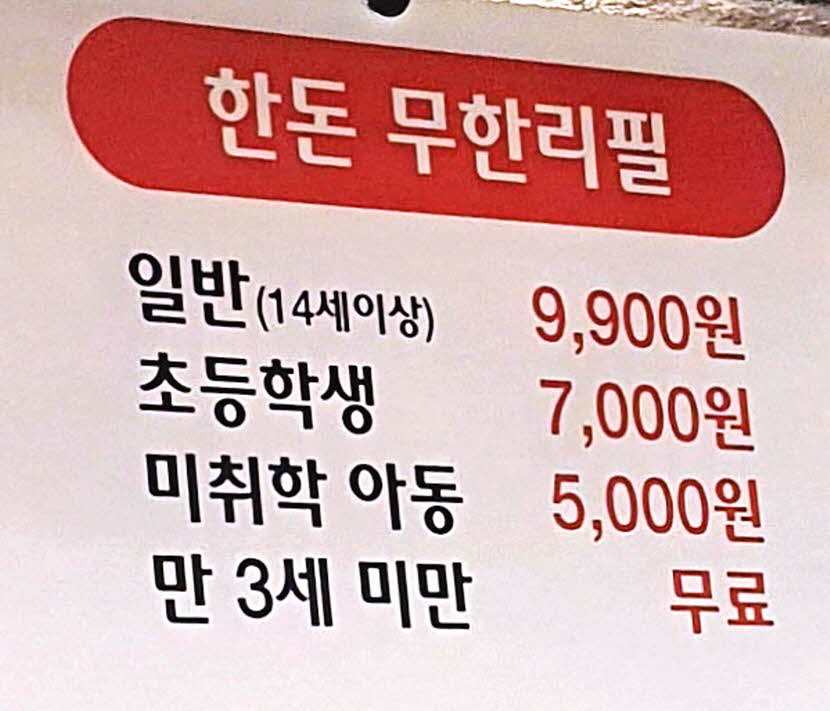 한돈 무한리필
일반(14세이상) 9,900원
초등학생 7,000원
미취학 아동 5,000원
만 3세 미만 무료